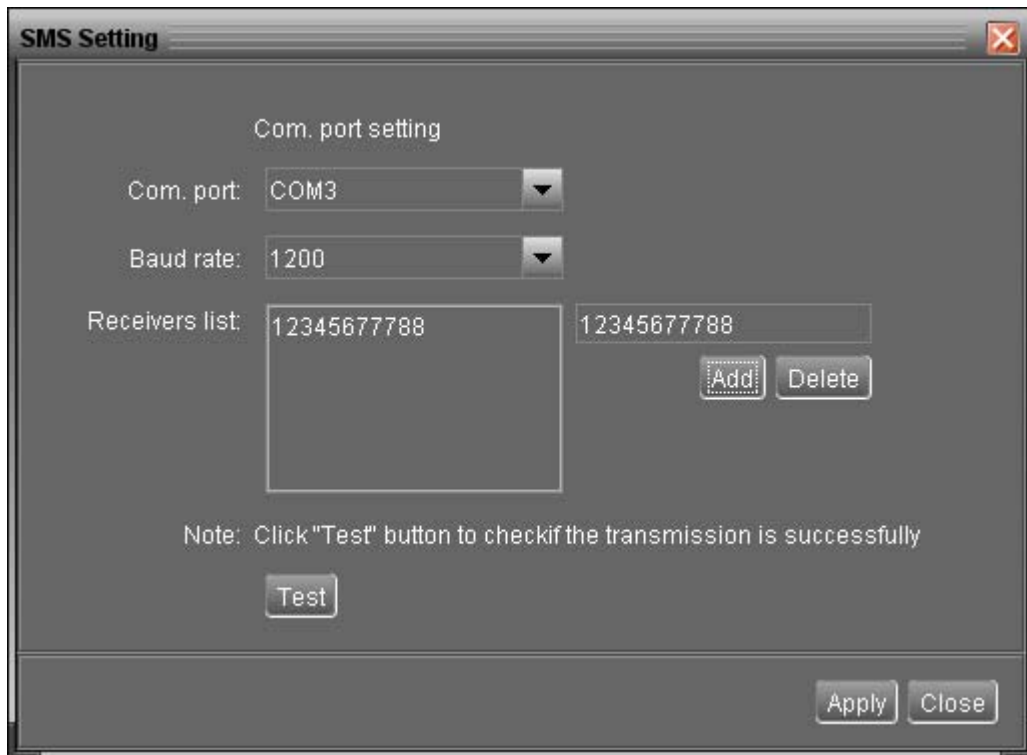 SMS Setting
Com. port setting
Com. port: COM3
Baud rate: 1200
Receivers list: 12345677788 12345677788
Add Delete
Note: Click "Test" button to checkif the transmission is successfully
Test
Apply Close